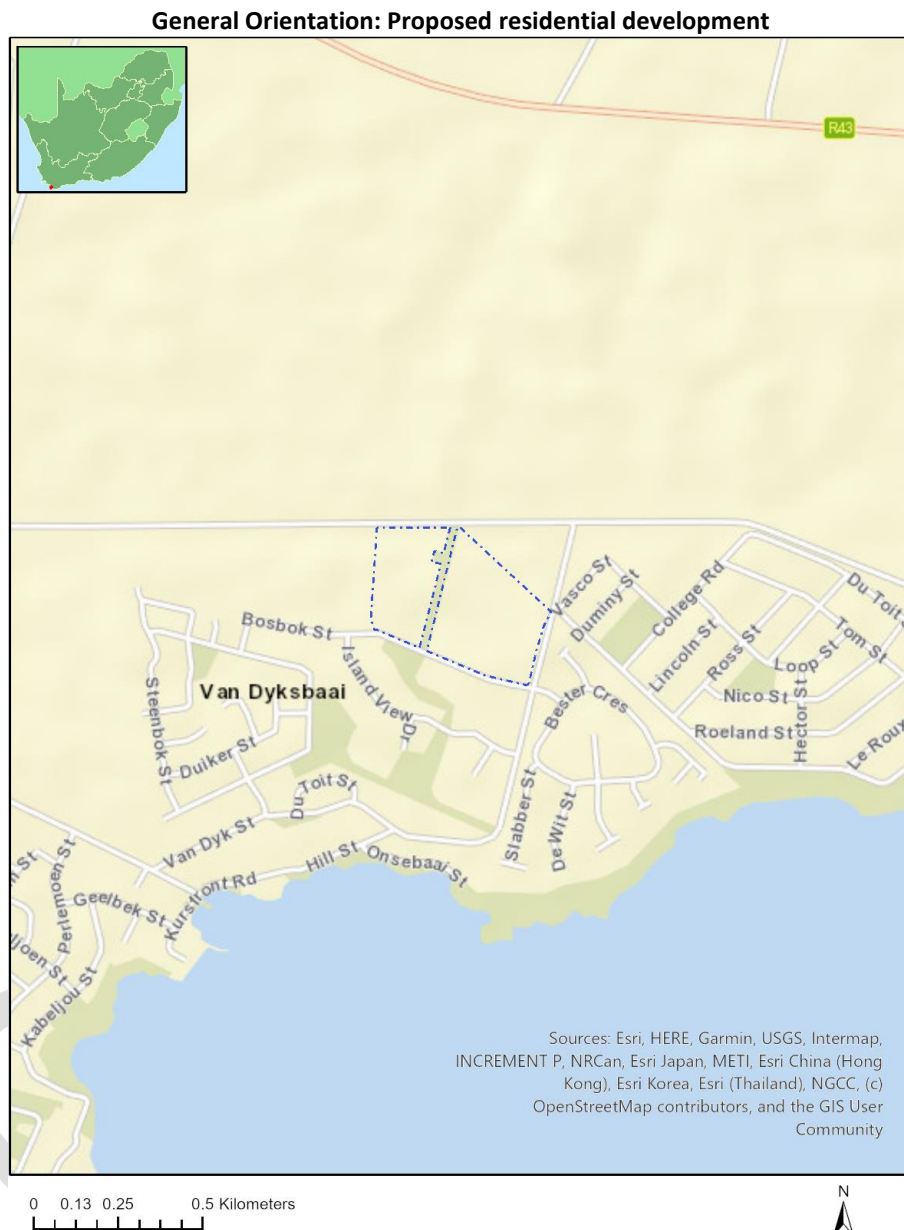 General Orientation: Proposed residential development
R43
Vasco St
Duminy St
College Rd
Du Toit S
Lincoln St
Ross St
Tom St
Loop St
Bosbok St
Island View Dr
Van Dyksbaai
Steenbok St
Bester Cres
Nico St
Hector St
Roeland St
Le Roux
Duiker St
Du Toit St
Slabber St
De Wit St
Van Dyk St
Hill St
Onsebaai St
Kursfront Rd
Perlemoen St
Geelbek St
Kabeljou St
Sources: Esri, HERE, Garmin, USGS, Intermap,
INCREMENT P, NRCan, Esri Japan, METI, Esri China (Hong
Kong), Esri Korea, Esri (Thailand), NGCC, (c)
OpenStreetMap contributors, and the GIS User
Community
0 0.13 0.25 0.5 Kilometers
N